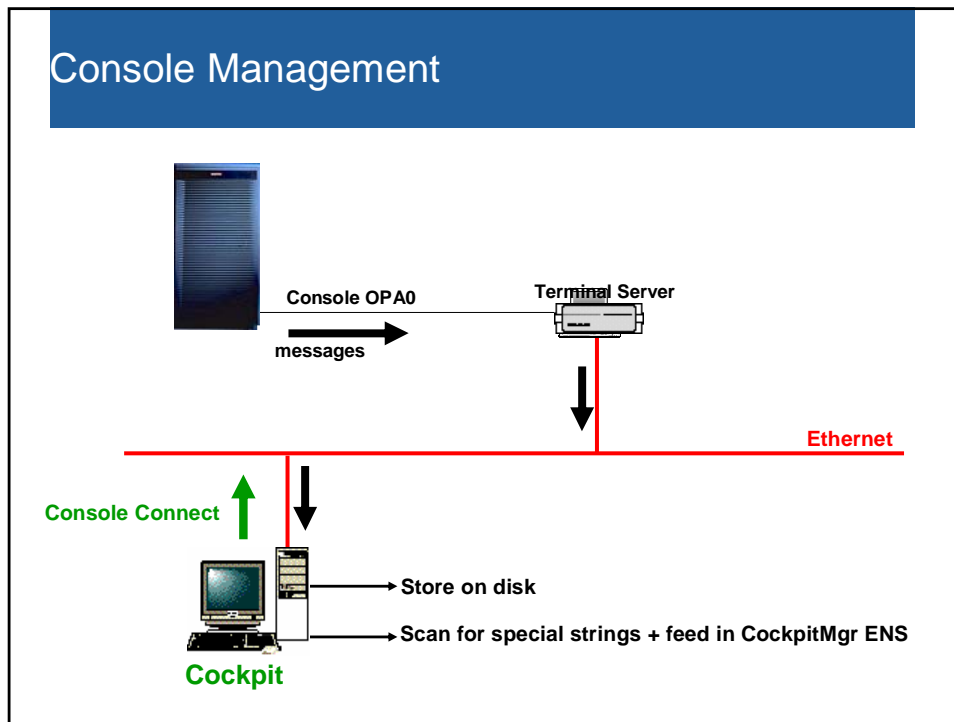 Console Management
Console OPA0
Terminal Server
messages
Ethernet
Console Connect
Store on disk
Scan for special strings + feed in CockpitMgr ENS
Cockpit